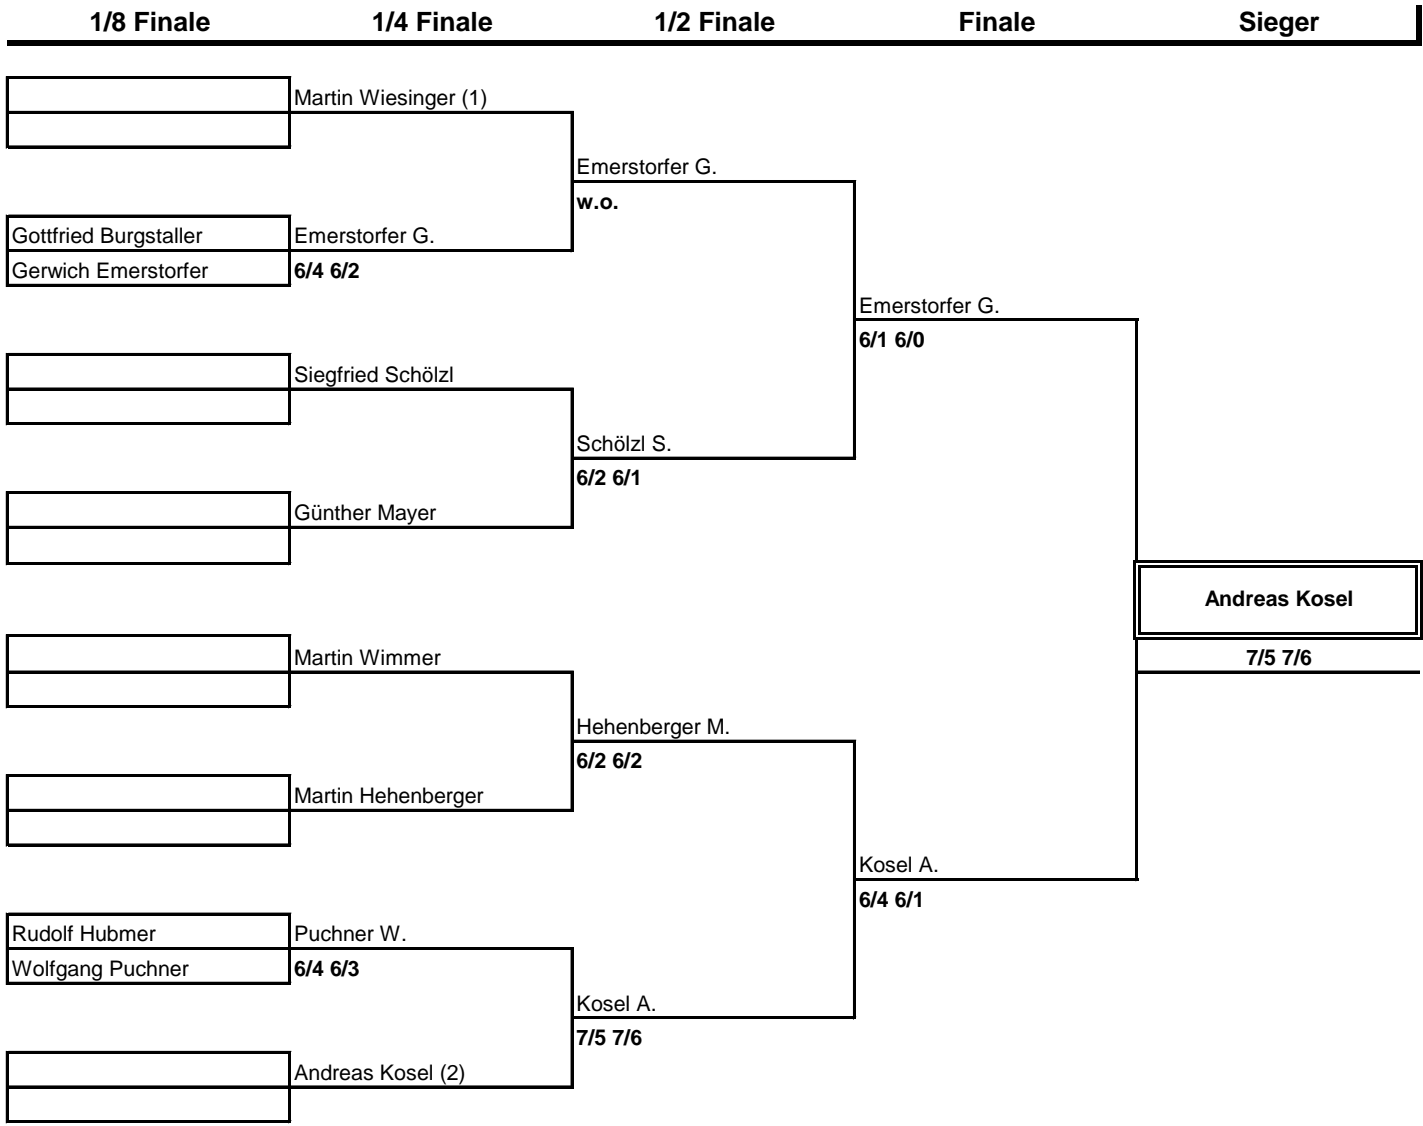 1/8 Finale 1/4 Finale 1/2 Finale Finale Sieger
Martin Wiesinger (1)
Emerstorfer G.
w.o.
Gottfried Burgstaller Emerstorfer G.
Gerwich Emerstorfer 6/4 6/2
Emerstorfer G.
6/1 6/0
Siegfried Schölzl
Schölzl S.
6/2 6/1
Günther Mayer
Andreas Kosel
Martin Wimmer 7/5 7/6
Hehenberger M.
6/2 6/2
Martin Hehenberger
Kosel A.
6/4 6/1
Rudolf Hubmer Puchner W.
Wolfgang Puchner 6/4 6/3
Kosel A.
7/5 7/6
Andreas Kosel (2)